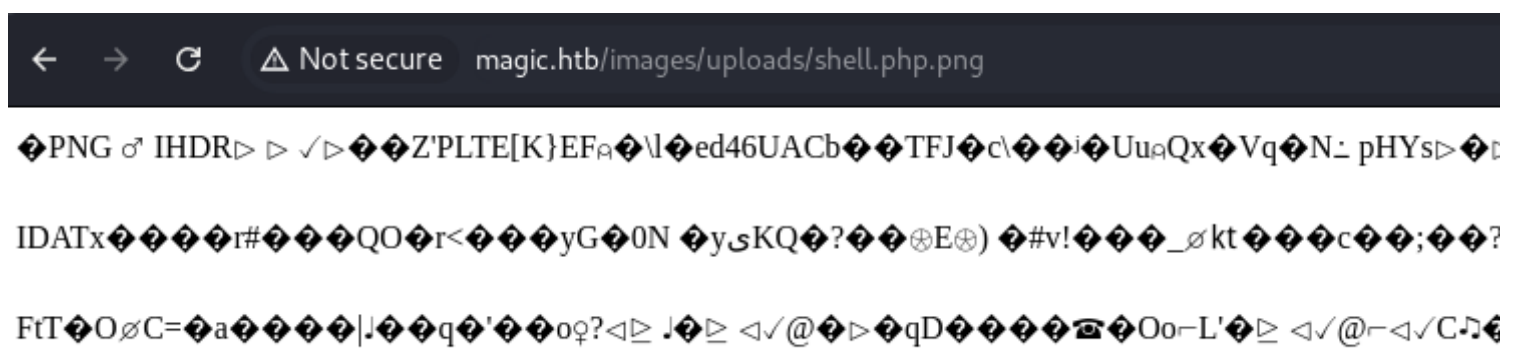 Not secure magic.htb/images/uploads/shell.php.png
�PNG ♂ IHDR▷ ▷ ✓▷��Z'PLTE[K}EF⍝�\l�ed46UACb��TFJ�c\��ʲ�Uu⍝Qx�Vq�N∸ pHYs▷�
IDATx����r#���QO�r<���yG�0N �yىKQ�?��⊛E⊛) �#v!���_⌀kt���c��;��?
FtT�O⌀C=�a����|♩��q�'��o♀?◁⊵ ♩�⊵ ◁✓@�▷�qD����☎�Oo⌐L'�⊵ ◁✓@⌐◁✓C♫�